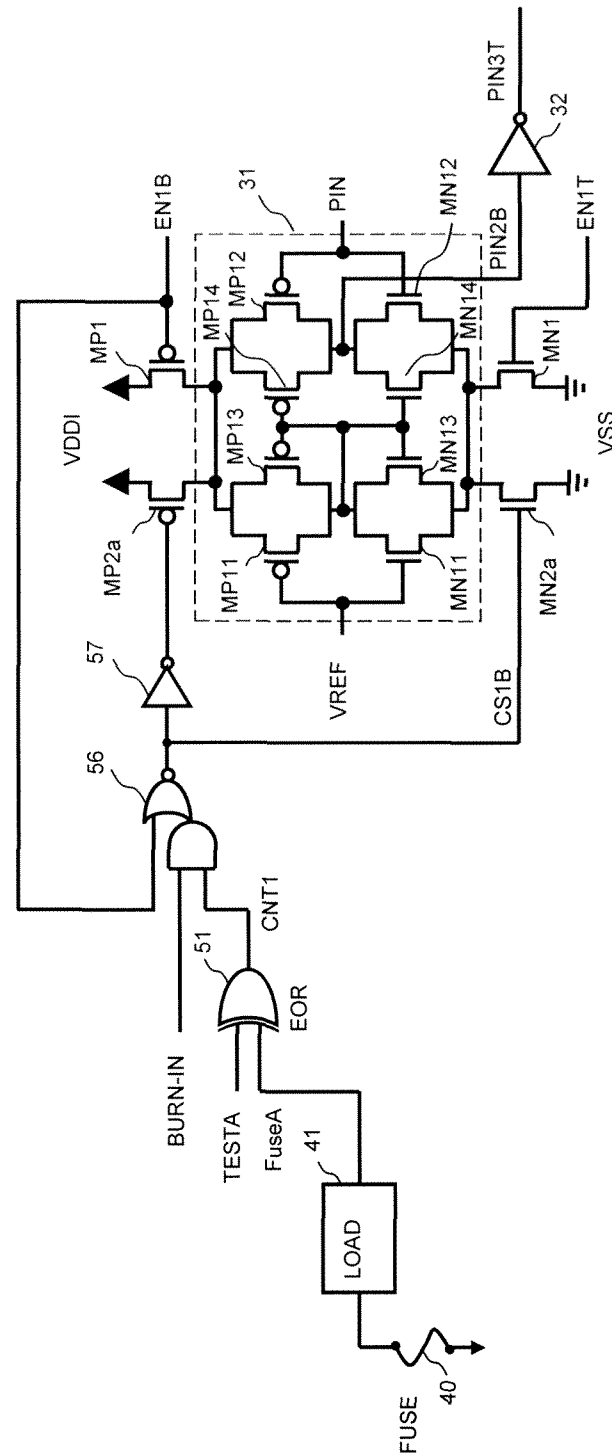 FUSE
40
LOAD
41
TESTA
FuseA
BURN-IN
51
EOR
CNT1
56
57
CS1B
VDDI
MP2a
MP1
EN1B
31
MP11
MP13
MP14
MP12
VREF
PIN
MN11
MN13
MN14
MN12
MN2a
MN1
VSS
EN1T
PIN2B
32
PIN3T